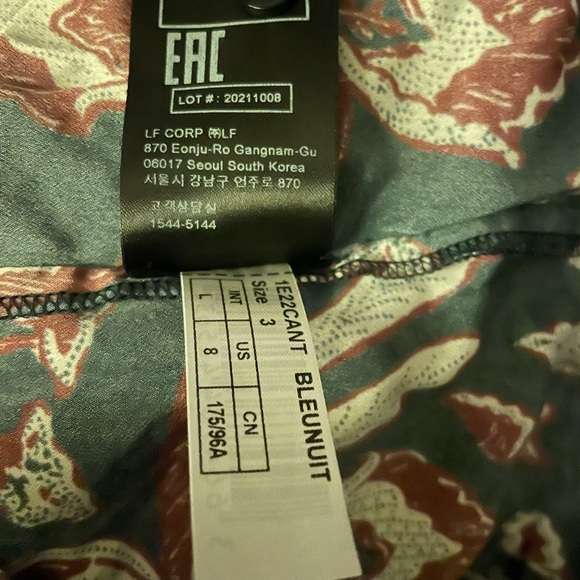 EAC
LOT # : 20211008
LF CORP ㈜LF
870 Eonju-Ro Gangnam-Gu
06017 Seoul South Korea
서울시 강남구 언주로 870
고객상담실
1544-5144
1E22CANT BLEUNUIT
Size 3
INT US CN
L 8 175/96A